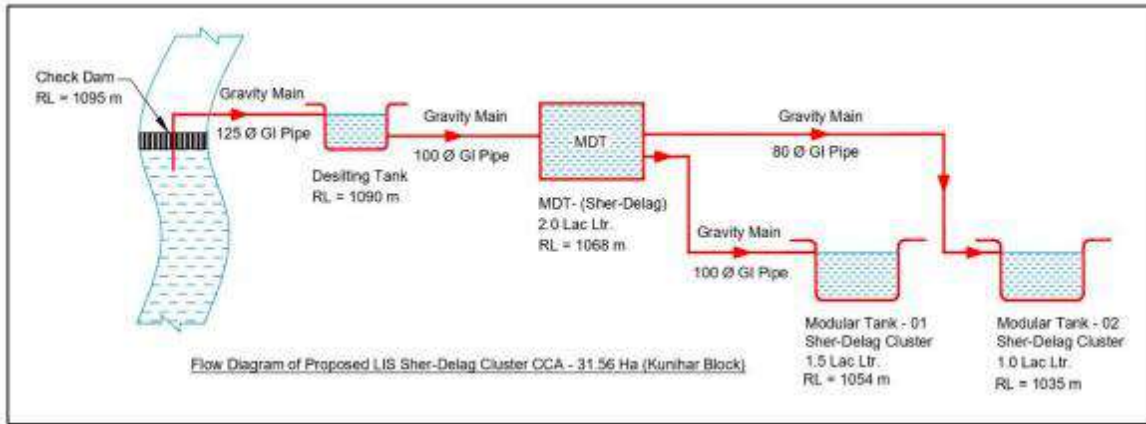 Check Dam
RL = 1095 m
Gravity Main
125 Ø GI Pipe
Desilting Tank
RL = 1090 m
Gravity Main
100 Ø GI Pipe
MDT
MDT- (Sher-Delag)
2.0 Lac Ltr.
RL = 1068 m
Gravity Main
80 Ø GI Pipe
Gravity Main
100 Ø GI Pipe
Modular Tank - 01
Sher-Delag Cluster
1.5 Lac Ltr.
RL = 1054 m
Modular Tank - 02
Sher-Delag Cluster
1.0 Lac Ltr.
RL = 1035 m
Flow Diagram of Proposed LIS Sher-Delag Cluster CCA - 31.56 Ha (Kunihar Block)